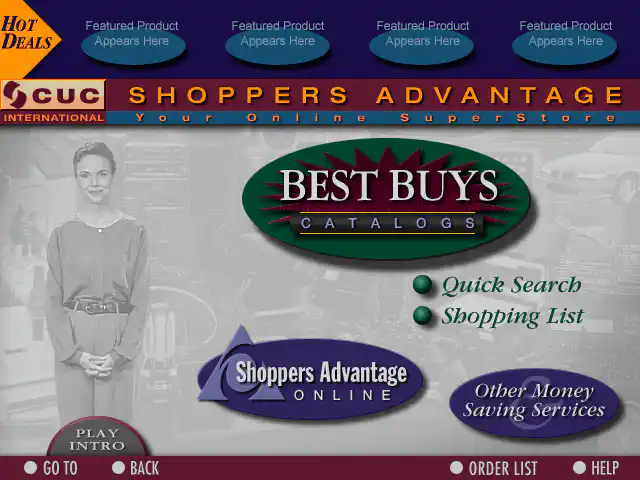 HOT
DEALS
Featured Product
Appears Here
Featured Product
Appears Here
Featured Product
Appears Here
Featured Product
Appears Here
CUC
INTERNATIONAL
SHOPPERS ADVANTAGE
Your Online SuperStore
BEST BUYS
CATALOGS
Quick Search
Shopping List
Shoppers Advantage
ONLINE
Other Money
Saving Services
&
PLAY
INTRO
GO TO
BACK
ORDER LIST
HELP